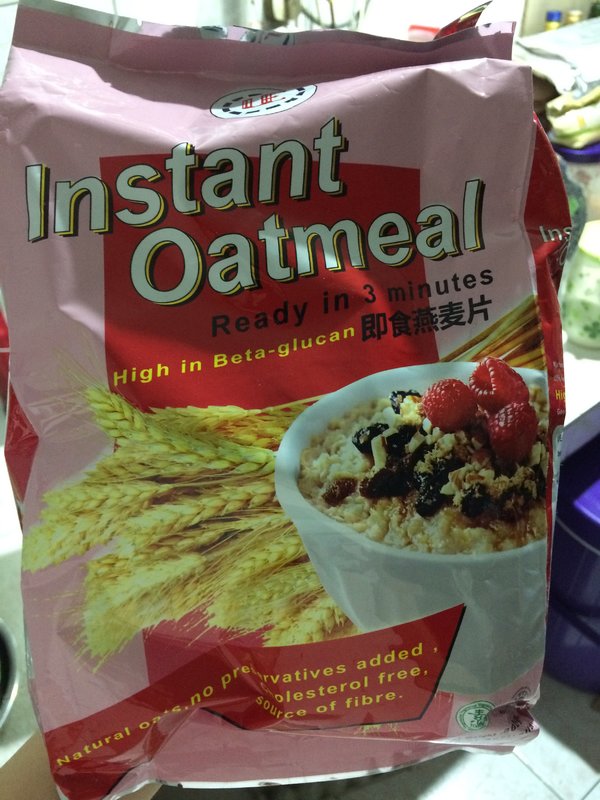 Instant
Oatmeal
Ready in 3 minutes
High in Beta-glucan 即食燕麦片
Natural oats, no preservatives added ,
cholesterol free,
source of fibre.
Ins